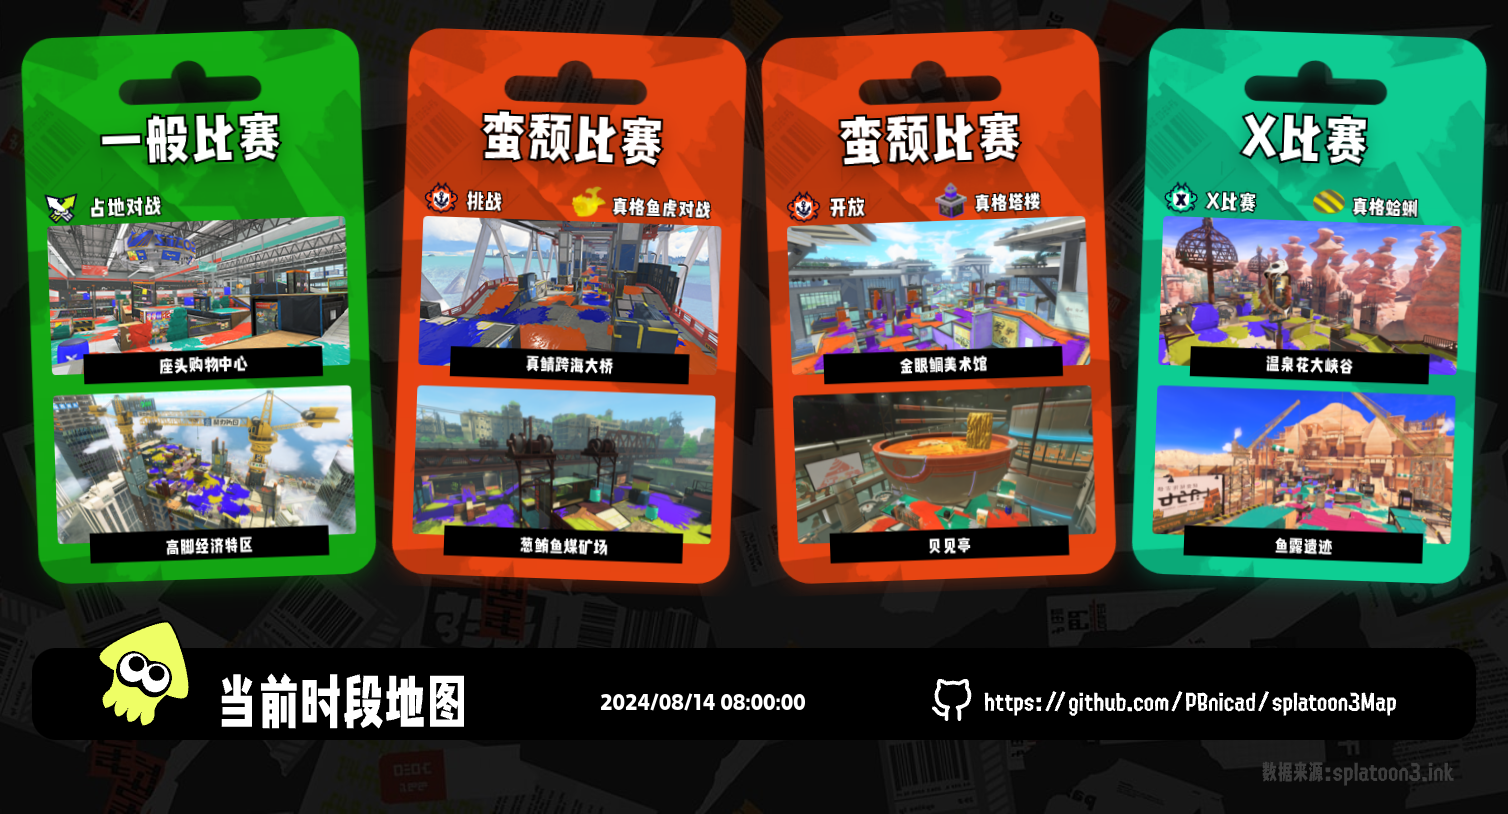 一般比赛
占地对战
座头购物中心
高脚经济特区
蛮颓比赛
挑战
真格鱼虎对战
真鲭跨海大桥
葱鲔鱼煤矿场
蛮颓比赛
开放
真格塔楼
金眼鲷美术馆
贝见亭
X比赛
X比赛
真格蛤蜊
温泉花大峡谷
鱼露遗迹
当前时段地图
2024/08/14 08:00:00
https://github.com/PBnicad/splatoon3Map
数据来源:splatoon3.ink